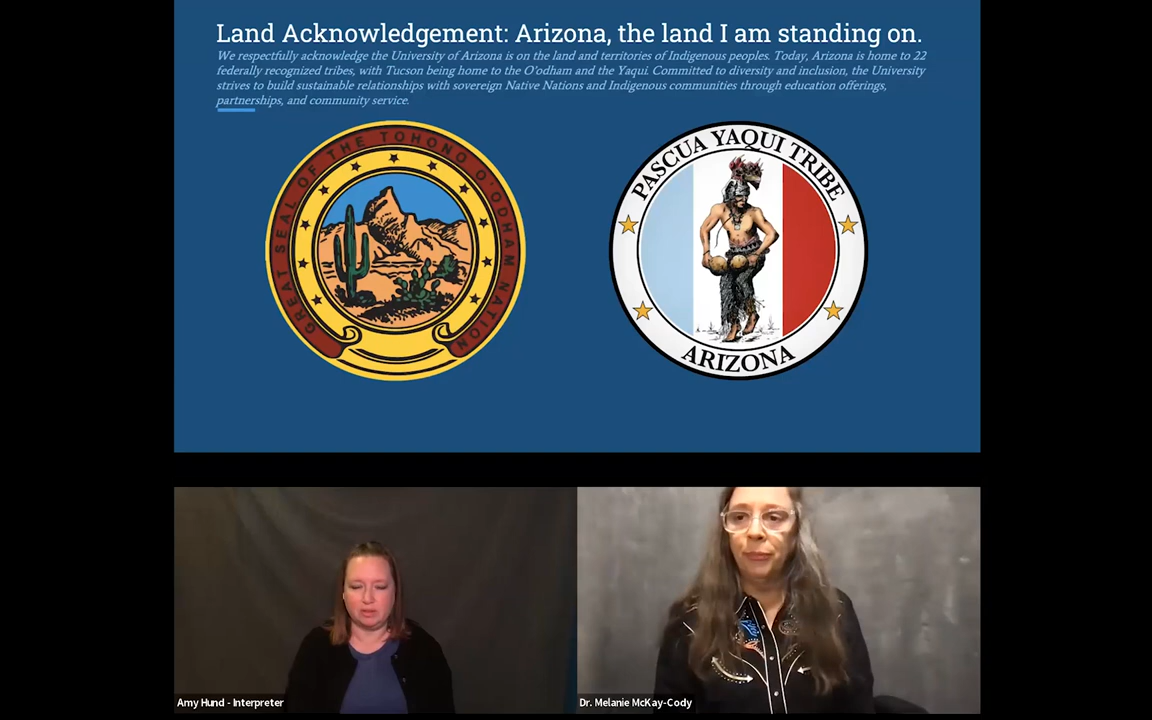 Land Acknowledgement: Arizona, the land I am standing on.
We respectfully acknowledge the University of Arizona is on the land and territories of Indigenous peoples. Today, Arizona is home to 22
federally recognized tribes, with Tucson being home to the O'odham and the Yaqui. Committed to diversity and inclusion, the University
strives to build sustainable relationships with sovereign Native Nations and Indigenous communities through education offerings,
partnerships, and community service.
GREAT SEAL OF THE TOHONO O'ODHAM NATION
PASCUA YAQUI TRIBE
ARIZONA
Amy Hund - Interpreter
Dr. Melanie McKay-Cody